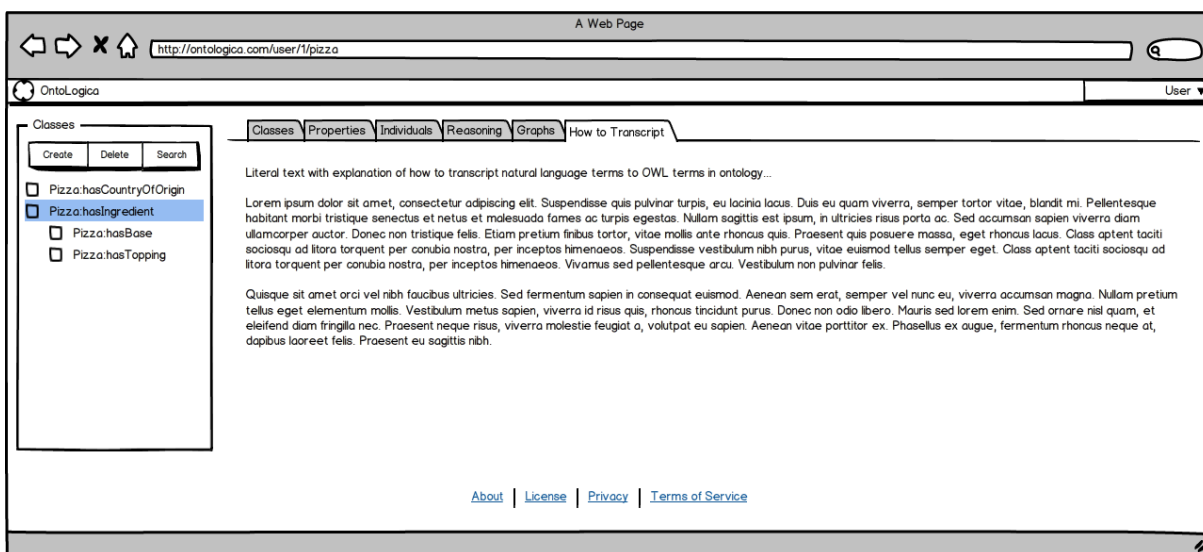 A Web Page
http://ontologica.com/user/1/pizza
OntoLogica
User
Classes
Create Delete Search
Pizza:hasCountryOfOrigin
Pizza:hasIngredient
Pizza:hasBase
Pizza:hasTopping
Classes Properties Individuals Reasoning Graphs How to Transcript
Literal text with explanation of how to transcript natural language terms to OWL terms in ontology...
Lorem ipsum dolor sit amet, consectetur adipiscing elit. Suspendisse quis pulvinar turpis, eu lacinia lacus. Duis eu quam viverra, semper tortor vitae, blandit mi. Pellentesque
habitant morbi tristique senectus et netus et malesuada fames ac turpis egestas. Nullam sagittis est ipsum, in ultricies risus porta ac. Sed accumsan sapien viverra diam
ullamcorper auctor. Donec non tristique felis. Etiam pretium finibus tortor, vitae mollis ante rhoncus quis. Praesent quis posuere massa, eget rhoncus lacus. Class aptent taciti
sociosqu ad litora torquent per conubia nostra, per inceptos himenaeos. Suspendisse vestibulum nibh purus, vitae euismod tellus semper eget. Class aptent taciti sociosqu ad
litora torquent per conubia nostra, per inceptos himenaeos. Vivamus sed pellentesque arcu. Vestibulum non pulvinar felis.
Quisque sit amet orci vel nibh faucibus ultricies. Sed fermentum sapien in consequat euismod. Aenean sem erat, semper vel nunc eu, viverra accumsan magna. Nullam pretium
tellus eget elementum mollis. Vestibulum metus sapien, viverra id risus quis, rhoncus tincidunt purus. Donec non odio libero. Mauris sed lorem enim. Sed ornare nisl quam, et
eleifend diam fringilla nec. Praesent neque risus, viverra molestie feugiat a, volutpat eu sapien. Aenean vitae porttitor ex. Phasellus ex augue, fermentum rhoncus neque at,
dapibus laoreet felis. Praesent eu sagittis nibh.
About License Privacy Terms of Service